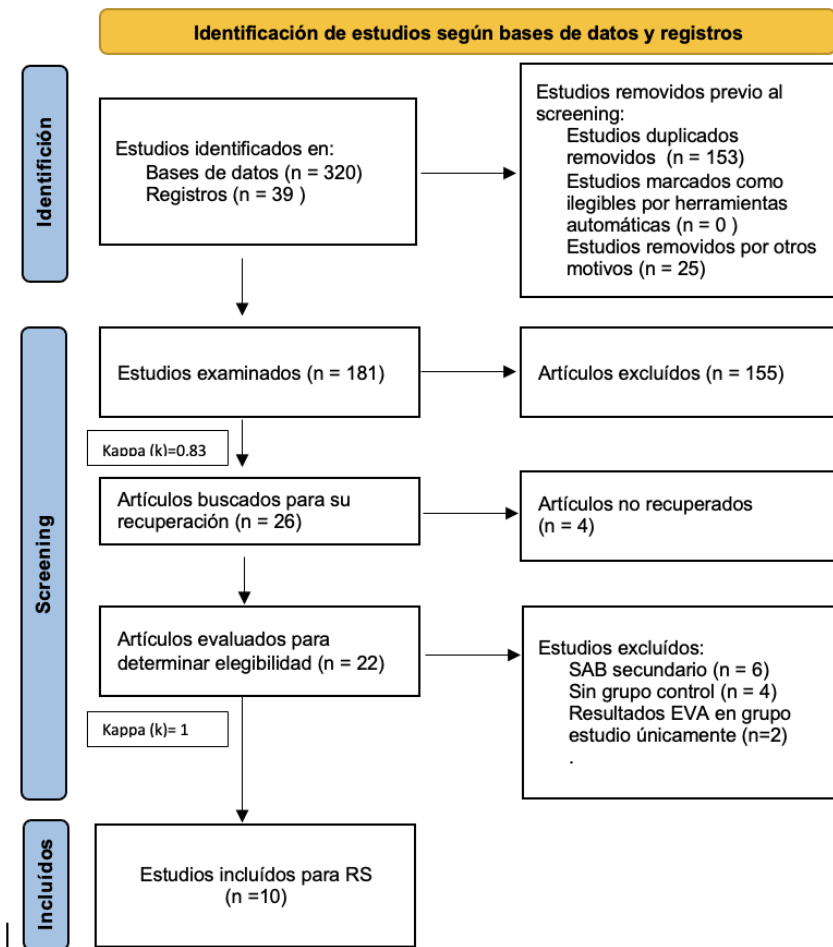 Identificación de estudios según bases de datos y registros
Identifición
Estudios identificados en:
Bases de datos (n = 320)
Registros (n = 39 )
Estudios removidos previo al
screening:
Estudios duplicados
removidos (n = 153)
Estudios marcados como
ilegibles por herramientas
automáticas (n = 0 )
Estudios removidos por otros
motivos (n = 25)
Screening
Estudios examinados (n = 181)
Artículos excluídos (n = 155)
Kappa (k)=0.83
Artículos buscados para su
recuperación (n = 26)
Artículos no recuperados
(n = 4)
Artículos evaluados para
determinar elegibilidad (n = 22)
Estudios excluídos:
SAB secundario (n = 6)
Sin grupo control (n = 4)
Resultados EVA en grupo
estudio únicamente (n=2)
.
Kappa (k)= 1
Incluídos
Estudios incluídos para RS
(n =10)